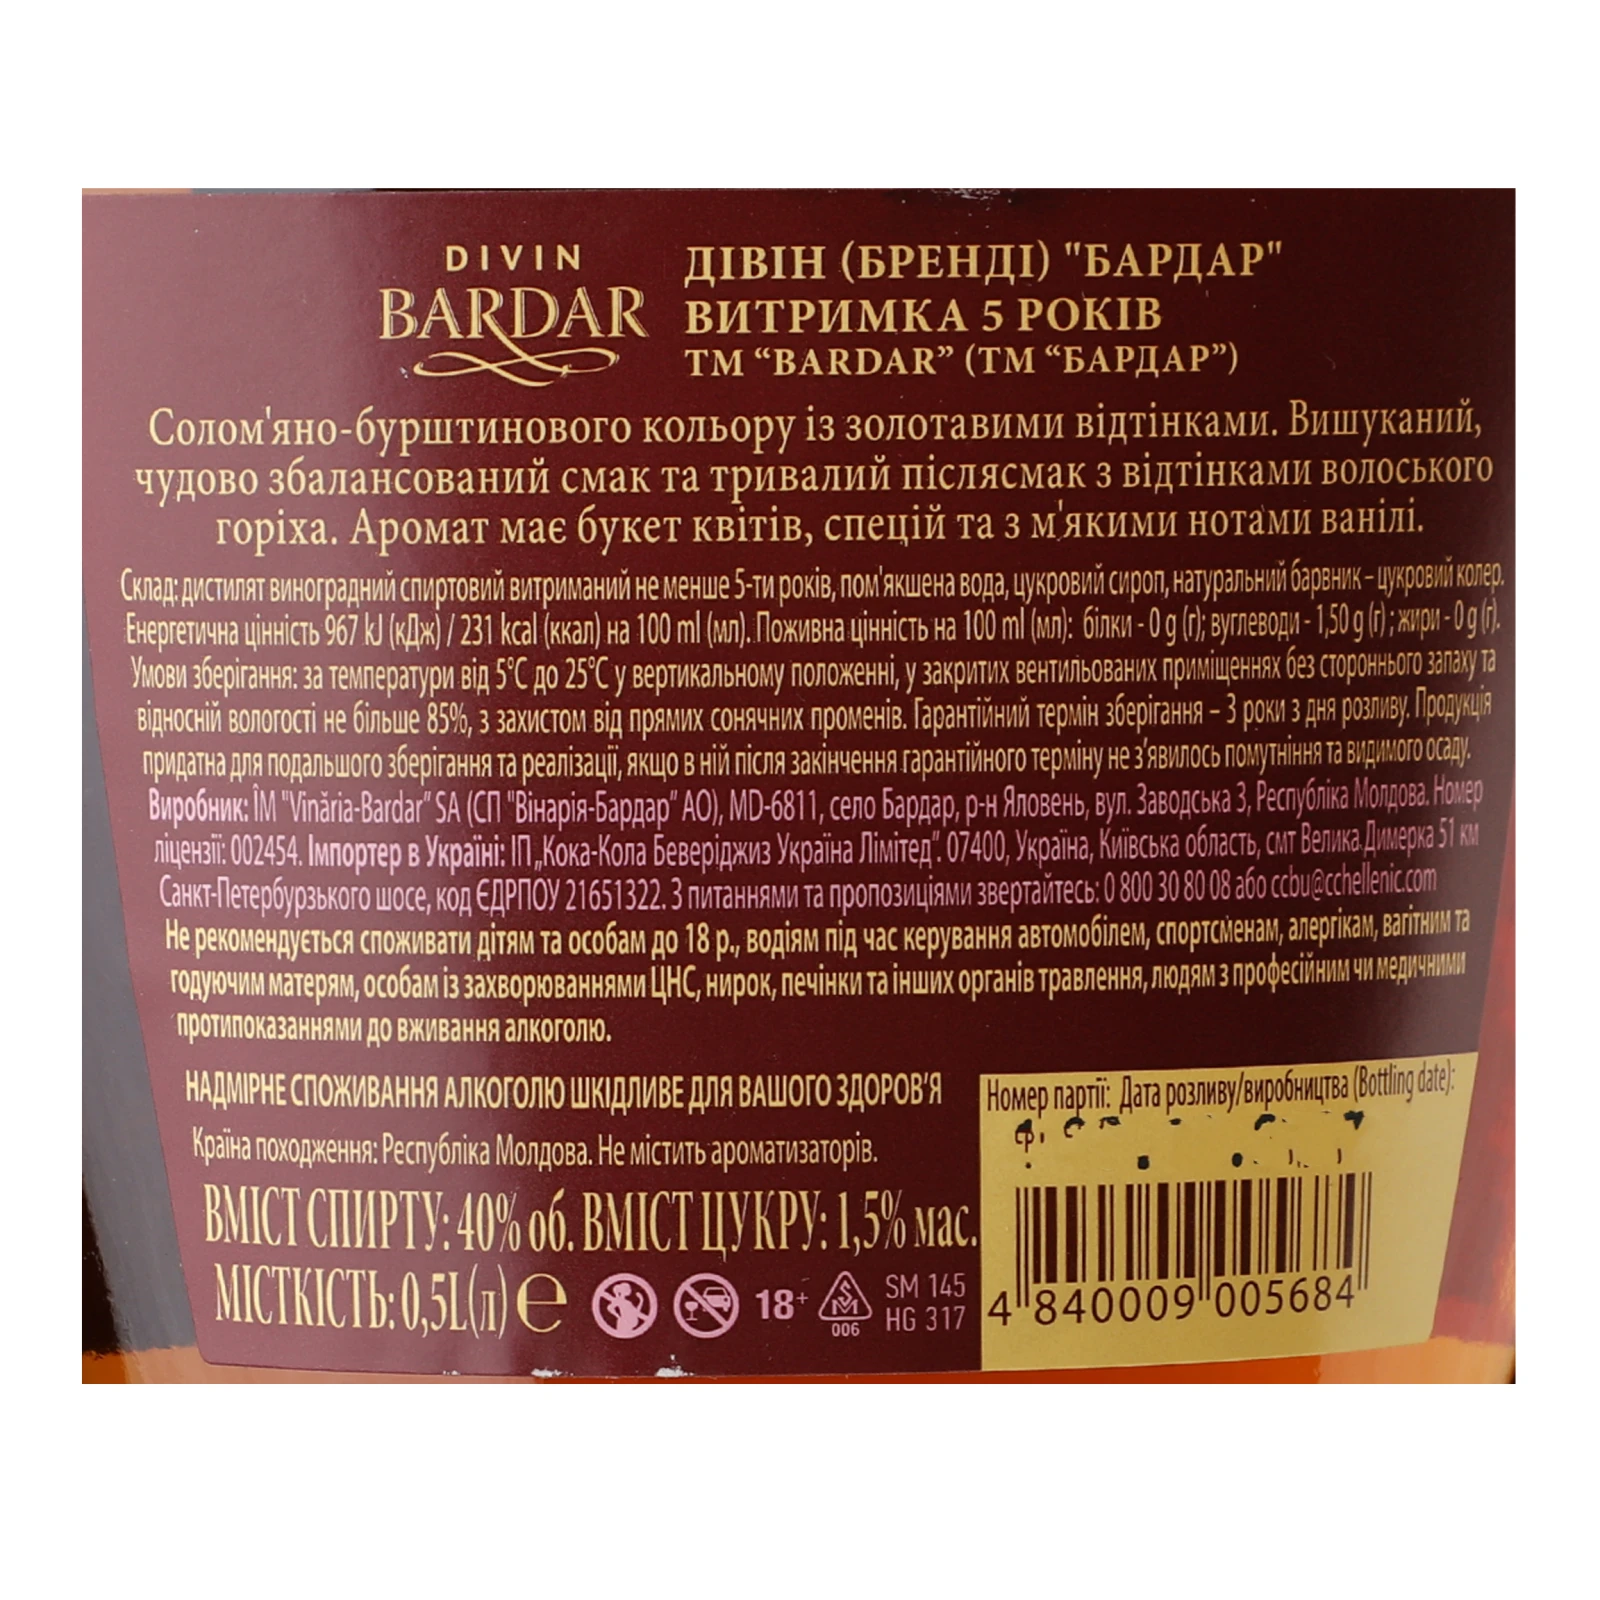 DIVIN
BARDAR
ДІВІН (БРЕНДІ) "БАРДАР"
ВИТРИМКА 5 РОКІВ
ТМ “BARDAR” (ТМ “БАРДАР”)
Солом'яно-бурштинового кольору із золотавими відтінками. Вишуканий,
чудово збалансований смак та тривалий післясмак з відтінками волоського
горіха. Аромат має букет квітів, спецій та з м'якими нотами ванілі.
Склад: дистилят виноградний спиртовий витриманий не менше 5-ти років, пом'якшена вода, цукровий сироп, натуральний барвник – цукровий колер.
Енергетична цінність 967 kJ (кДж) / 231 kcal (ккал) на 100 ml (мл). Поживна цінність на 100 ml (мл): білки - 0 g (г); вуглеводи - 1,50 g (г) ; жири - 0 g (г).
Умови зберігання: за температури від 5°С до 25°С у вертикальному положенні, у закритих вентильованих приміщеннях без стороннього запаху та
відносній вологості не більше 85%, з захистом від прямих сонячних променів. Гарантійний термін зберігання – 3 роки з дня розливу. Продукція
придатна для подальшого зберігання та реалізації, якщо в ній після закінчення гарантійного терміну не з’явилось помутніння та видимого осаду.
Виробник: ÎM "Vinăria-Bardar” SA (СП "Вінарія-Бардар” АО), MD-6811, село Бардар, р-н Яловень, вул. Заводська 3, Республіка Молдова. Номер
ліцензії: 002454. Імпортер в Україні: ІП „Кока-Кола Беверіджиз Україна Лімітед”. 07400, Україна, Київська область, смт Велика Димерка 51 км
Санкт-Петербурзького шосе, код ЄДРПОУ 21651322. З питаннями та пропозиціями звертайтесь: 0 800 30 80 08 або ccbu@cchellenic.com
Не рекомендується споживати дітям та особам до 18 р., водіям під час керування автомобілем, спортсменам, алергікам, вагітним та
годуючим матерям, особам із захворюваннями ЦНС, нирок, печінки та інших органів травлення, людям з професійним чи медичними
протипоказаннями до вживання алкоголю.
НАДМІРНЕ СПОЖИВАННЯ АЛКОГОЛЮ ШКІДЛИВЕ ДЛЯ ВАШОГО ЗДОРОВ’Я
Країна походження: Республіка Молдова. Не містить ароматизаторів.
ВМІСТ СПИРТУ: 40% об. ВМІСТ ЦУКРУ: 1,5% мас.
МІСТКІСТЬ: 0,5L(л) ℮
18+
SM
006
SM 145
HG 317
Номер партії: Дата розливу/виробництва (Bottling date):
4 840009 005684